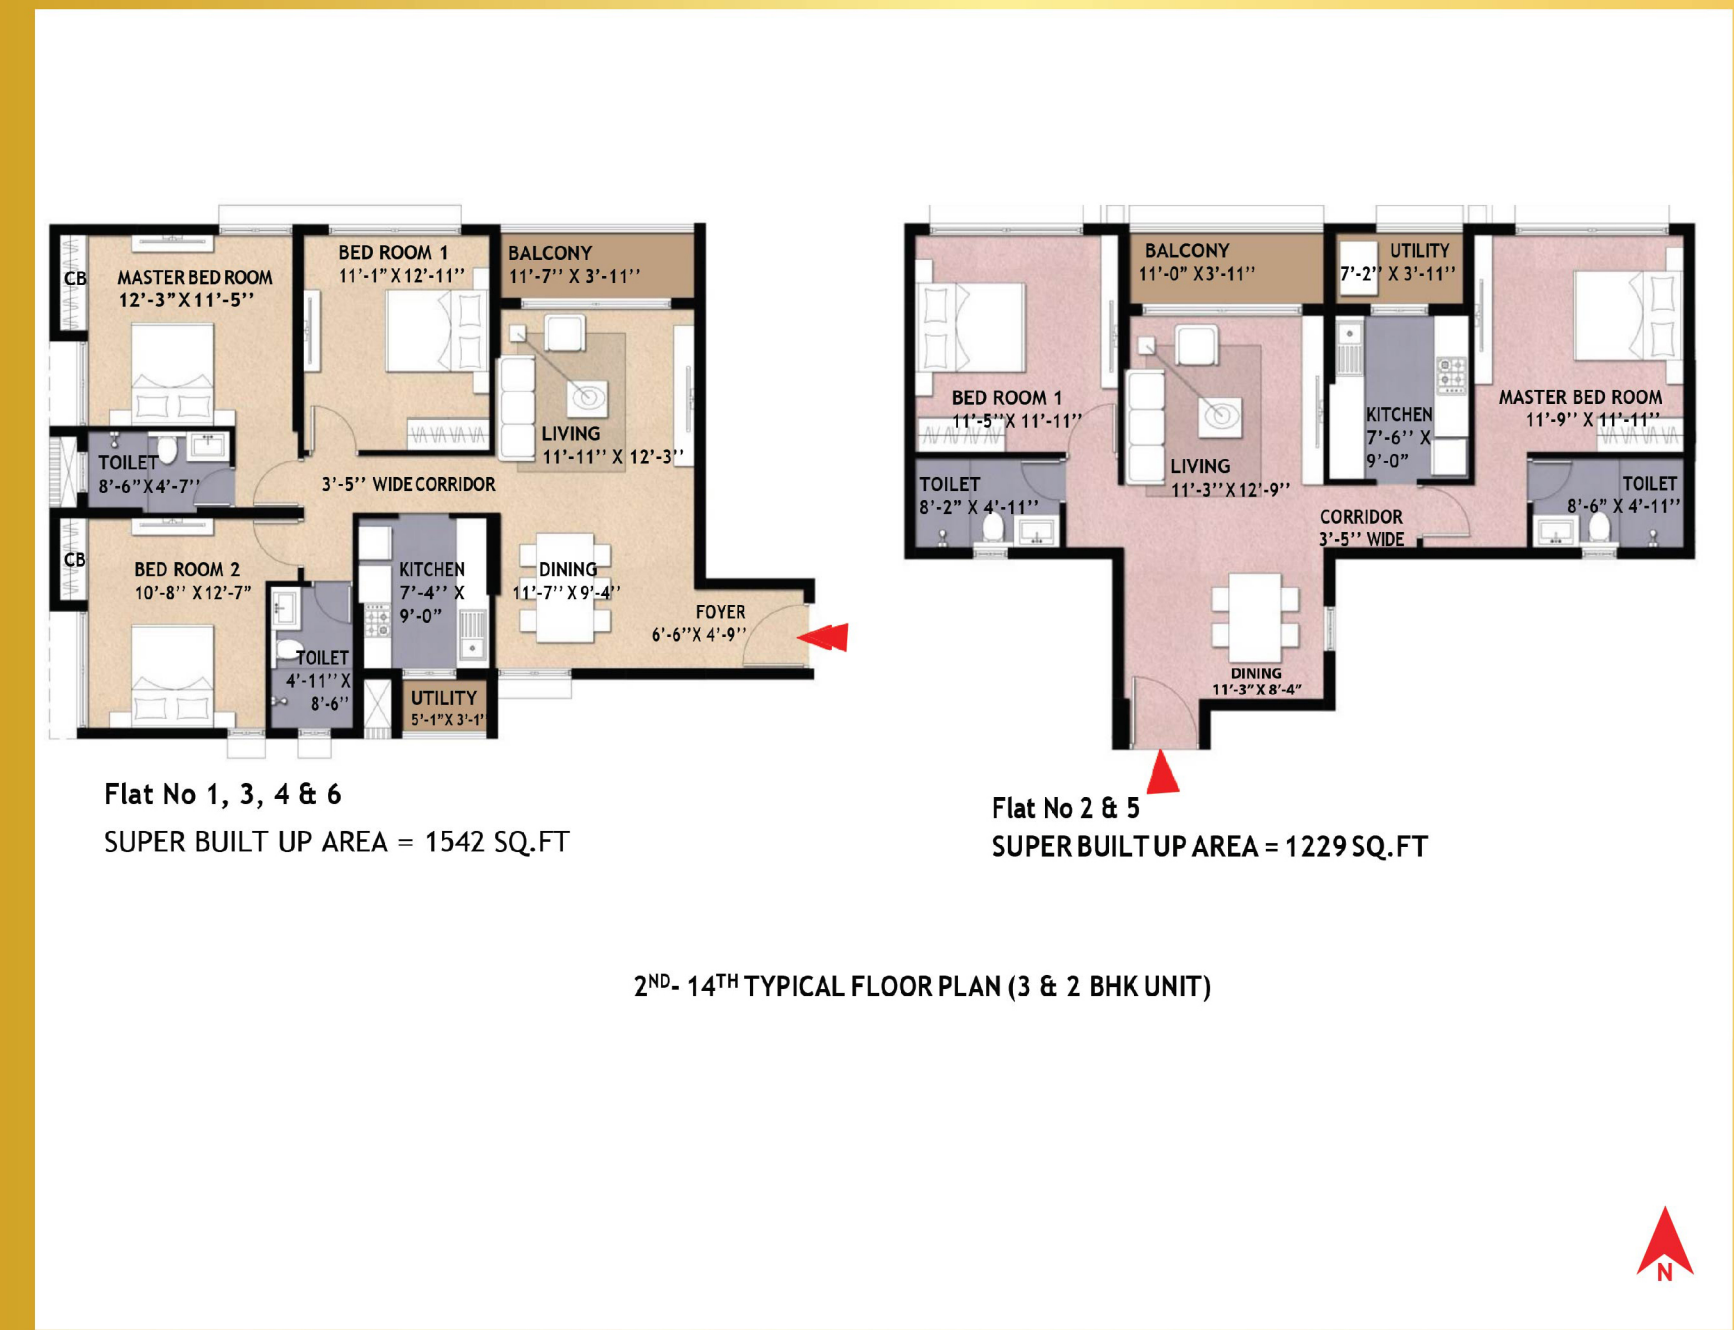 CB
MASTER BED ROOM
12’-3” X 11’-5’’
BED ROOM 1
11’-1” X 12’-11’’
BALCONY
11’-7’’ X 3’-11’’
LIVING
11’-11’’ X 12’-3’’
TOILET
8’-6”X 4’-7’’
3’-5’’ WIDE CORRIDOR
CB
BED ROOM 2
10’-8’’ X12’-7”
KITCHEN
7’-4’’ X
9’-0”
DINING
11’-7” X 9’-4’’
FOYER
6’-6’’X 4’-9’’
TOILET
4’-11’’ X
8’-6’’
UTILITY
5’-1”X 3’-1’
Flat No 1, 3, 4 & 6
SUPER BUILT UP AREA = 1542 SQ.FT
BALCONY
11’-0” X3’-11’’
UTILITY
7’-2’’ X 3’-11’’
BED ROOM 1
11’-5’’X 11’-11’’
KITCHEN
7’-6’’ X
9’-0”
MASTER BED ROOM
11’-9’’ X 11’-11’’
LIVING
11’-3’’X 12’-9’’
TOILET
8’-2” X 4’-11’’
TOILET
8’-6” X 4’-11’’
CORRIDOR
3’-5’’ WIDE
DINING
11’-3”X 8’-4”
Flat No 2 & 5
SUPER BUILT UP AREA = 1229 SQ.FT
2ND- 14TH TYPICAL FLOOR PLAN (3 & 2 BHK UNIT)
N